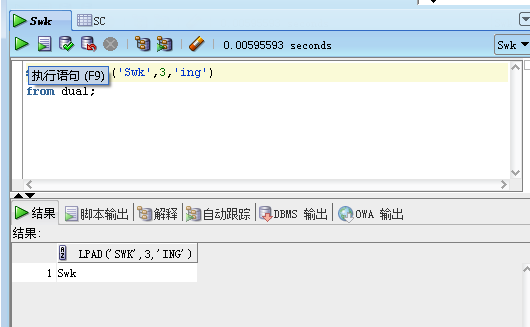 Swk SC
0.00595593 seconds Swk
('Swk',3,'ing')
执行语句 (F9)
from dual;
结果 脚本输出 解释 自动跟踪 DBMS 输出 OWA 输出
结果:
LPAD('SWK',3,'ING')
1 Swk